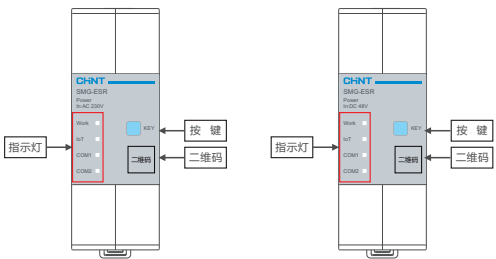 CHNT
SMG-ESR
Power
In:AC 230V
Work
IoT
COM1
COM2
KEY
二维码
指示灯
按 键
二维码
CHNT
SMG-ESR
Power
In:DC 48V
Work
IoT
COM1
COM2
KEY
二维码
指示灯
按 键
二维码